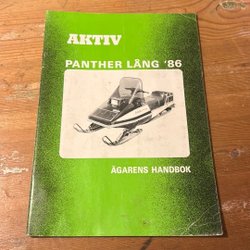 AKTIV
PANTHER LÅNG '86
ÄGARENS HANDBOK